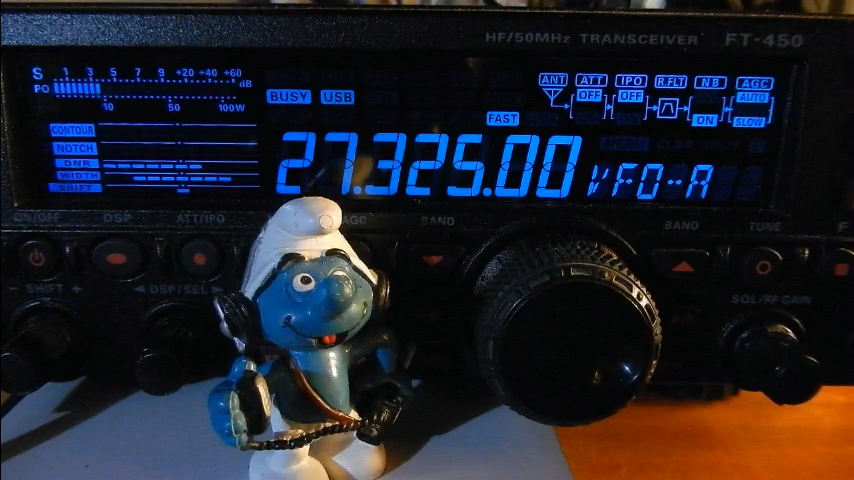 HF/50MHz TRANSCEIVER FT-450
S 1 3 5 7 9 +20 +40 +60 dB
PO 10 50 100W
BUSY USB
ANT ATT IPO R.FLT NB AGC
OFF OFF AUTO
ON SLOW
FAST
CONTOUR
NOTCH
DNR
WIDTH
SHIFT
27.325.00 VFO-A
ON/OFF DSP ATT/IPO AGC BAND BAND TUNE F
- SHIFT + ◄DSP/SEL► SQL/RF GAIN